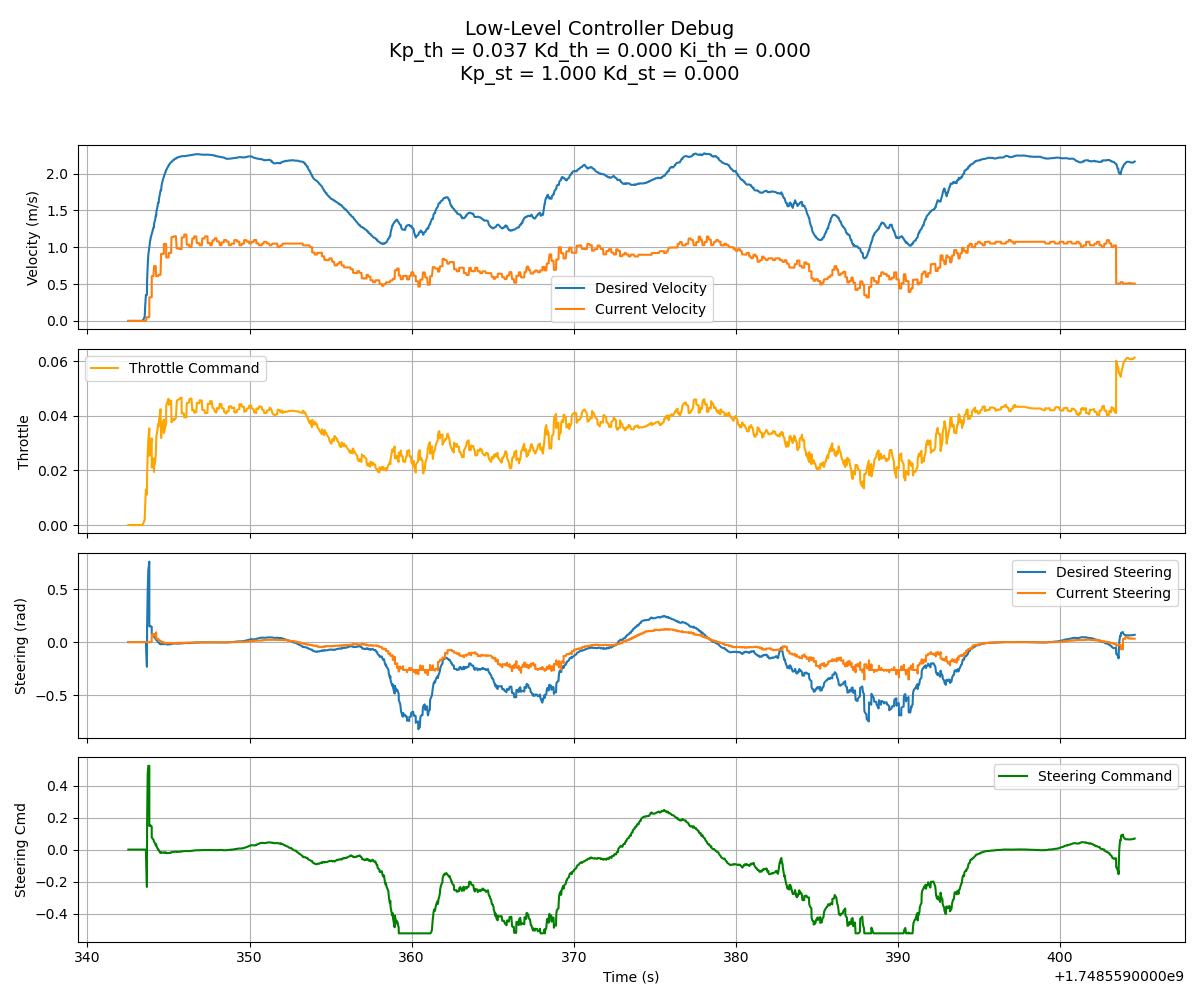 Low-Level Controller Debug
Kp_th = 0.037 Kd_th = 0.000 Ki_th = 0.000
Kp_st = 1.000 Kd_st = 0.000
Velocity (m/s)
2.0
1.5
1.0
0.5
0.0
Desired Velocity
Current Velocity
Throttle
0.06
0.04
0.02
0.00
Throttle Command
Steering (rad)
0.5
0.0
−0.5
Desired Steering
Current Steering
Steering Cmd
0.4
0.2
0.0
−0.2
−0.4
Steering Command
340 350 360 370 380 390 400
Time (s)
+1.7485590000e9